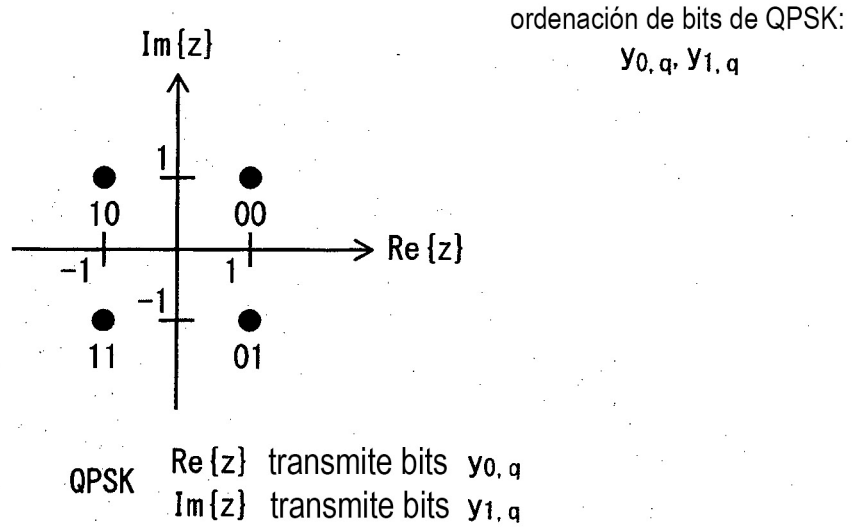 ordenación de bits de QPSK:
y0, q, y1, q
Im{z}
1
10 00
-1 1 Re{z}
-1
11 01
QPSK
Re{z} transmite bits y0, q
Im{z} transmite bits y1, q